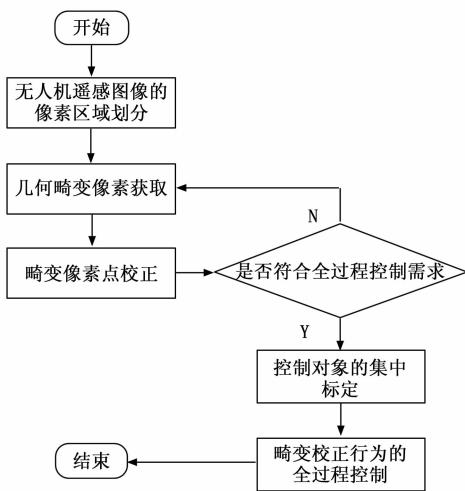 开始
无人机遥感图像的
像素区域划分
几何畸变像素获取
N
畸变像素点校正
是否符合全过程控制需求
Y
控制对象的集中
标定
畸变校正行为的
全过程控制
结束